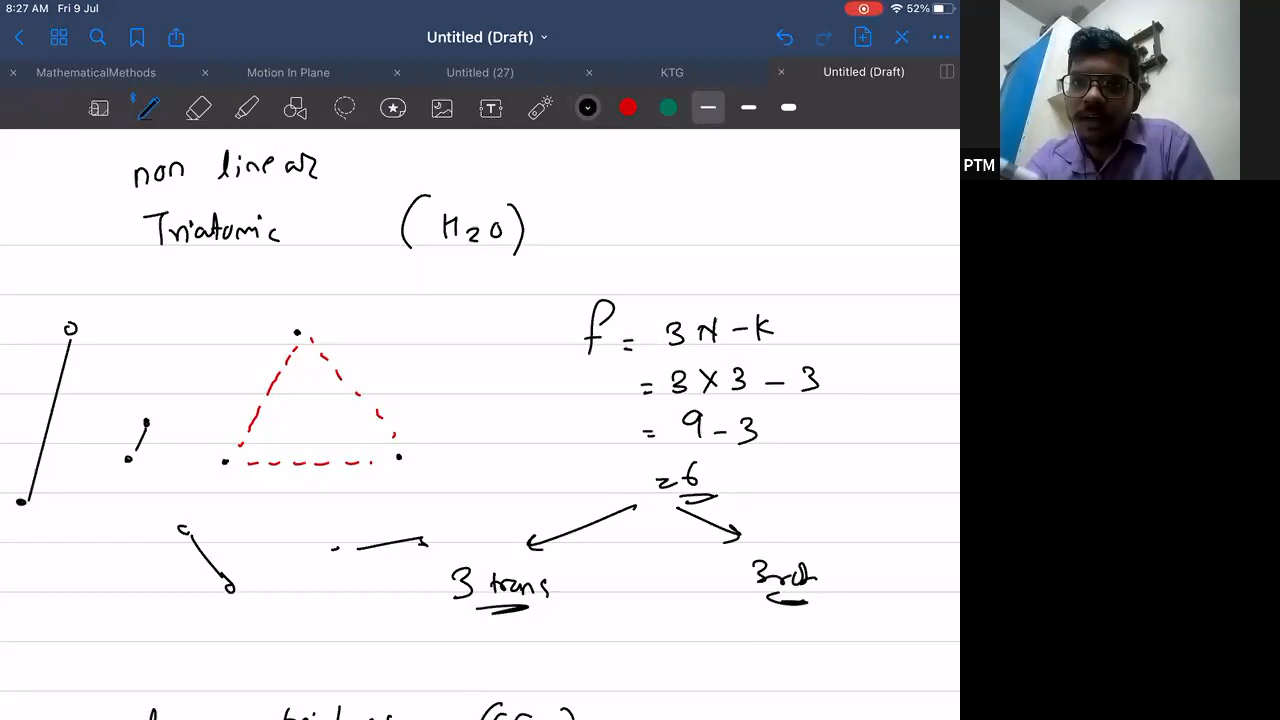 8:27 AM Fri 9 Jul
52%
Untitled (Draft)
MathematicalMethods
Motion In Plane
Untitled (27)
KTG
Untitled (Draft)
PTM
non linear
Triatomic (H2O)
f = 3N - K
= 3 × 3 - 3
= 9 - 3
= 6
3 trans
3 rot